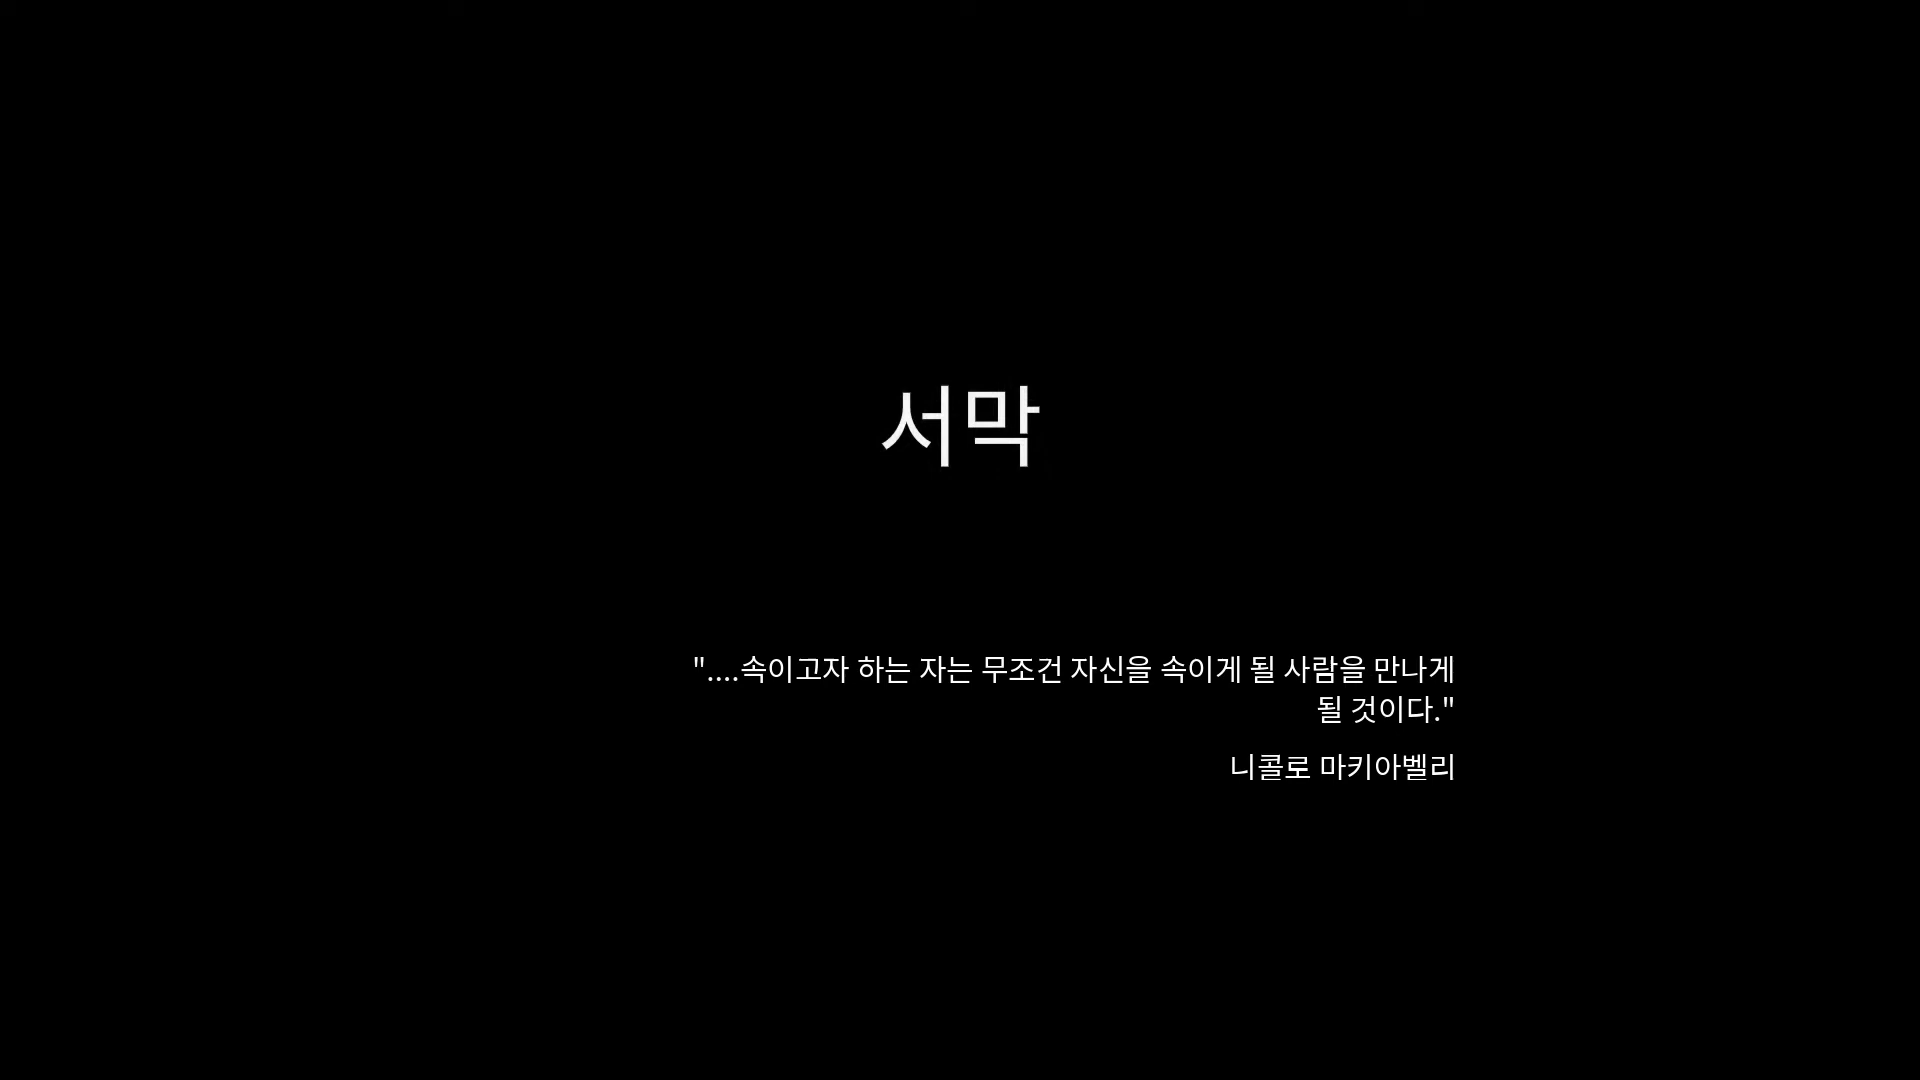 서막
"....속이고자 하는 자는 무조건 자신을 속이게 될 사람을 만나게
될 것이다."
니콜로 마키아벨리